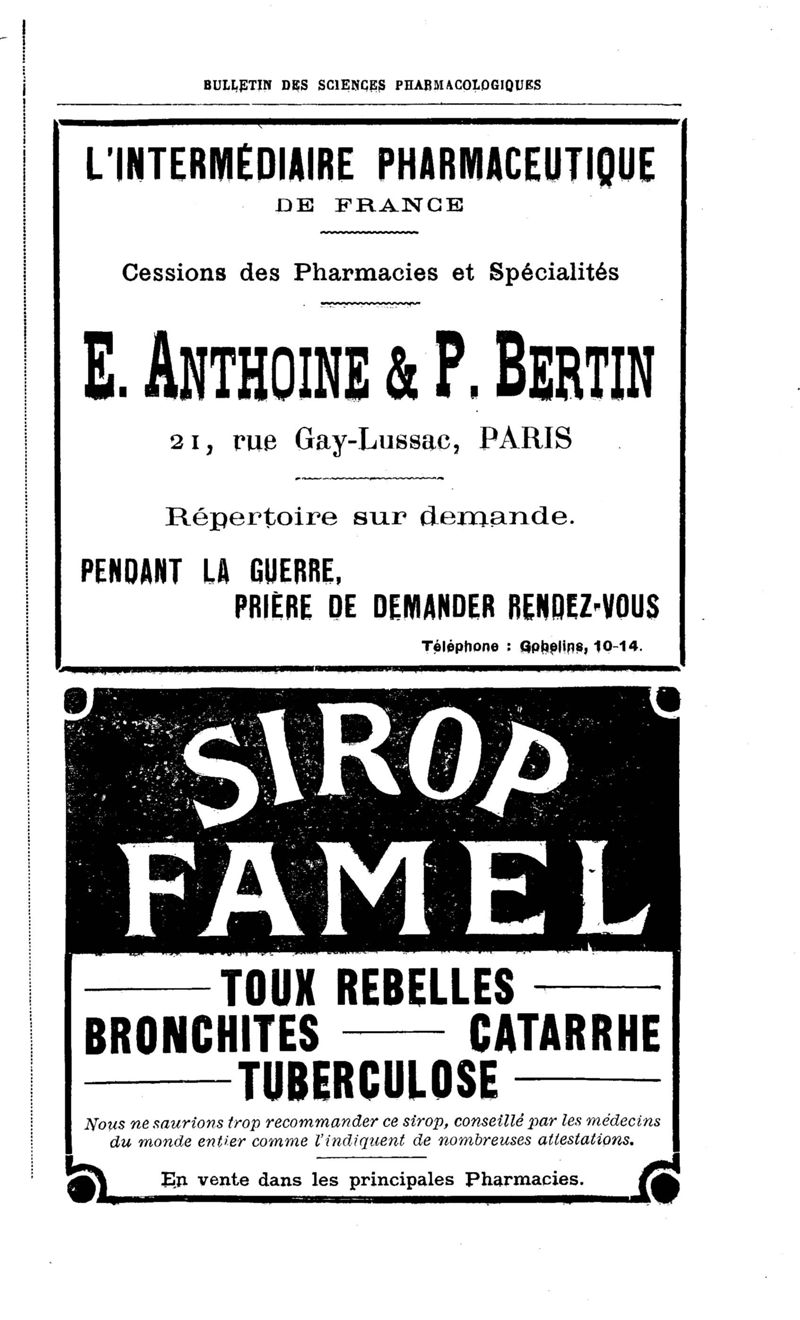 BULLETIN DES SCIENCES PHARMACOLOGIQUES
L'INTERMÉDIAIRE PHARMACEUTIQUE
DE FRANCE
Cessions des Pharmacies et Spécialités
E. ANTHOINE & P. BERTIN
21, rue Gay-Lussac, PARIS
Répertoire sur demande.
PENDANT LA GUERRE,
PRIÈRE DE DEMANDER RENDEZ-VOUS
Téléphone : Gobelins, 10-14.
SIROP
FAMEL
TOUX REBELLES
BRONCHITES CATARRHE
TUBERCULOSE
Nous ne saurions trop recommander ce sirop, conseillé par les médecins
du monde entier comme l'indiquent de nombreuses attestations.
En vente dans les principales Pharmacies.